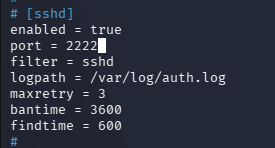 #
# [sshd]
enabled = true
port = 2222
filter = sshd
logpath = /var/log/auth.log
maxretry = 3
bantime = 3600
findtime = 600
#